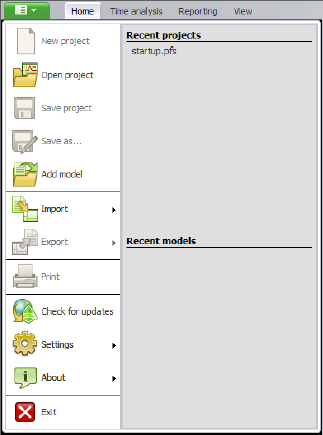 Home Time analysis Reporting View
New project
Open project
Save project
Save as...
Add model
Import
Export
Print
Check for updates
Settings
About
Exit
Recent projects
startup.pfs
Recent models